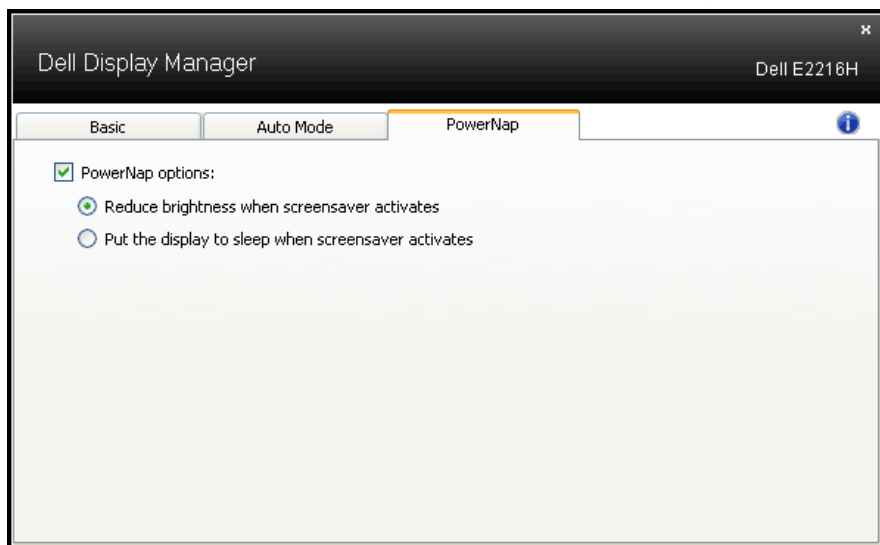 Dell Display Manager
Dell E2216H
Basic
Auto Mode
PowerNap
PowerNap options:
Reduce brightness when screensaver activates
Put the display to sleep when screensaver activates